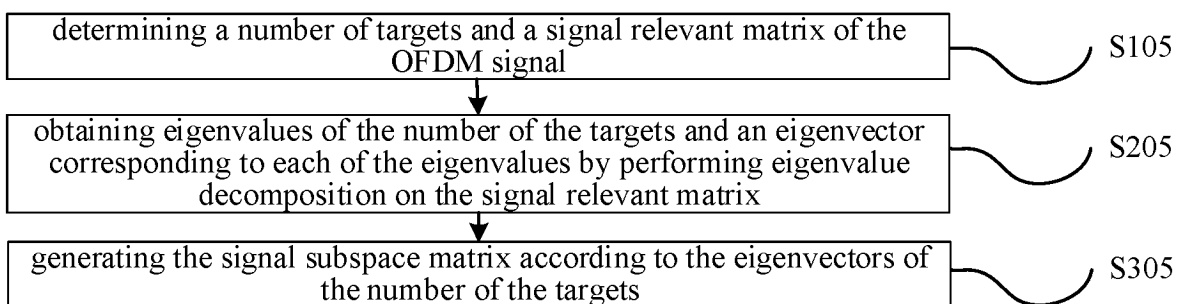 determining a number of targets and a signal relevant matrix of the
OFDM signal
S105
obtaining eigenvalues of the number of the targets and an eigenvector
corresponding to each of the eigenvalues by performing eigenvalue
decomposition on the signal relevant matrix
S205
generating the signal subspace matrix according to the eigenvectors of
the number of the targets
S305